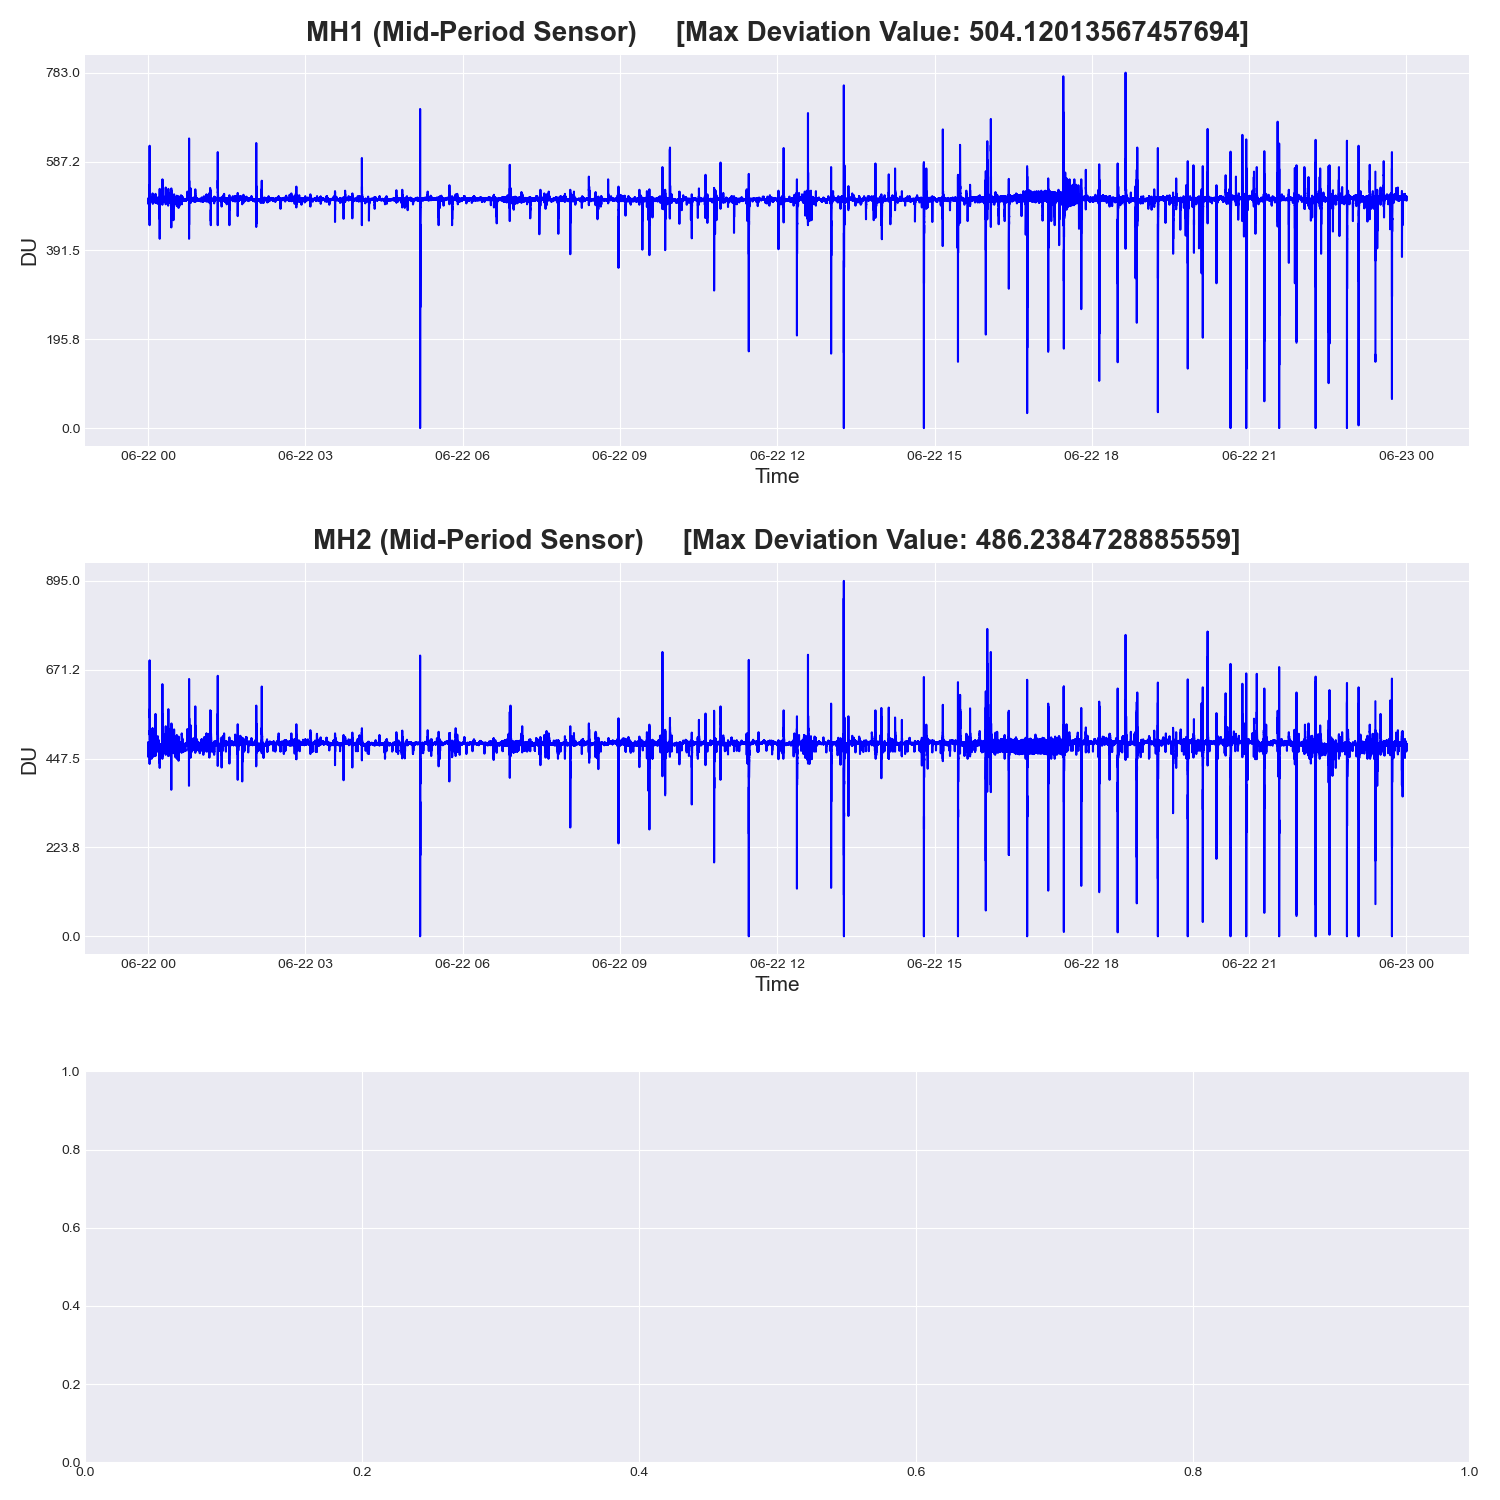 MH1 (Mid-Period Sensor) [Max Deviation Value: 504.12013567457694]
783.0
587.2
391.5
195.8
0.0
DU
06-22 00 06-22 03 06-22 06 06-22 09 06-22 12 06-22 15 06-22 18 06-22 21 06-23 00
Time
MH2 (Mid-Period Sensor) [Max Deviation Value: 486.2384728885559]
895.0
671.2
447.5
223.8
0.0
DU
06-22 00 06-22 03 06-22 06 06-22 09 06-22 12 06-22 15 06-22 18 06-22 21 06-23 00
Time
1.0
0.8
0.6
0.4
0.2
0.0
0.0 0.2 0.4 0.6 0.8 1.0